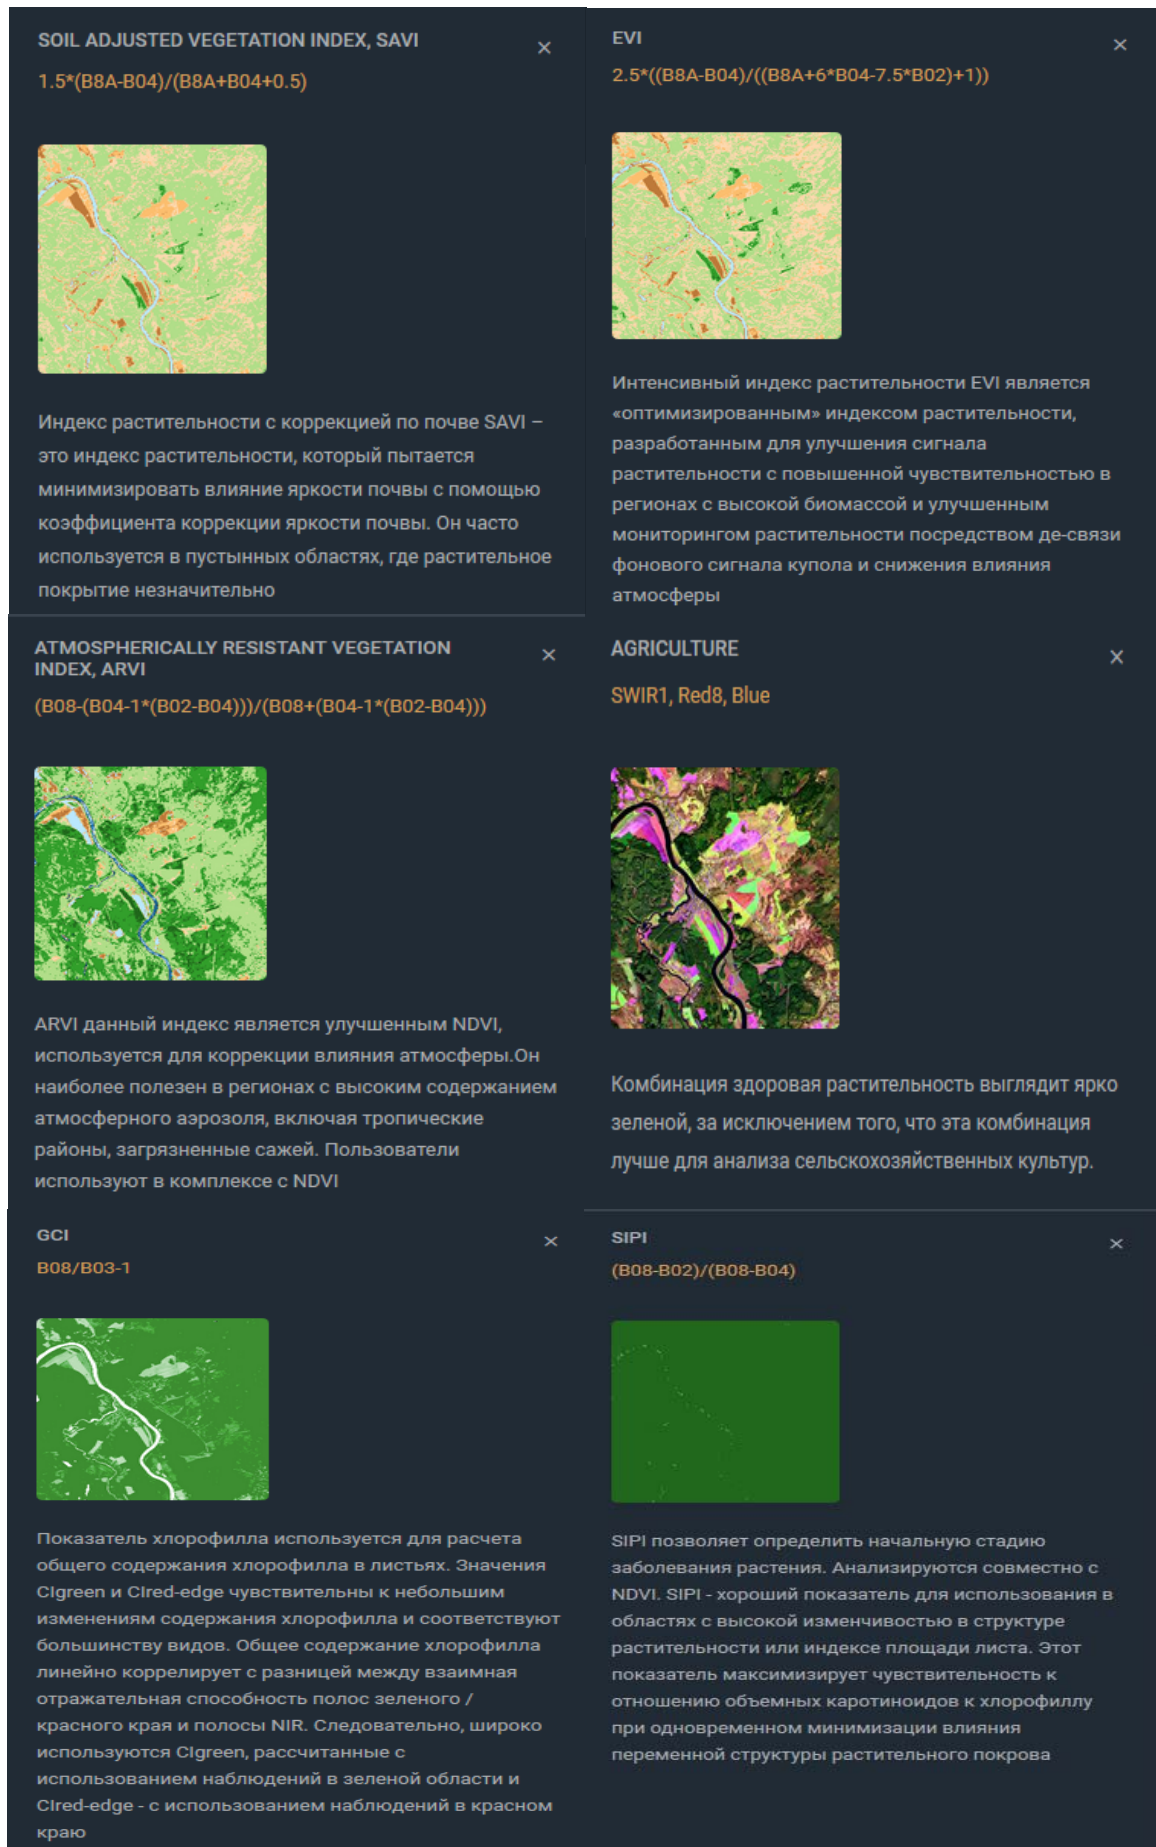 SOIL ADJUSTED VEGETATION INDEX, SAVI
1.5*(B8A-B04)/(B8A+B04+0.5)
Индекс растительности с коррекцией по почве SAVI –
это индекс растительности, который пытается
минимизировать влияние яркости почвы с помощью
коэффициента коррекции яркости почвы. Он часто
используется в пустынных областях, где растительное
покрытие незначительно
EVI
2.5*((B8A-B04)/((B8A+6*B04-7.5*B02)+1))
Интенсивный индекс растительности EVI является
«оптимизированным» индексом растительности,
разработанным для улучшения сигнала
растительности с повышенной чувствительностью в
регионах с высокой биомассой и улучшенным
мониторингом растительности посредством де-связи
фонового сигнала купола и снижения влияния
атмосферы
ATMOSPHERICALLY RESISTANT VEGETATION
INDEX, ARVI
(B08-(B04-1*(B02-B04)))/(B08+(B04-1*(B02-B04)))
ARVI данный индекс является улучшенным NDVI,
используется для коррекции влияния атмосферы.Он
наиболее полезен в регионах с высоким содержанием
атмосферного аэрозоля, включая тропические
районы, загрязненные сажей. Пользователи
используют в комплексе с NDVI
AGRICULTURE
SWIR1, Red8, Blue
Комбинация здоровая растительность выглядит ярко
зеленой, за исключением того, что эта комбинация
лучше для анализа сельскохозяйственных культур.
GCI
B08/B03-1
Показатель хлорофилла используется для расчета
общего содержания хлорофилла в листьях. Значения
CIgreen и CIred-edge чувствительны к небольшим
изменениям содержания хлорофилла и соответствуют
большинству видов. Общее содержание хлорофилла
линейно коррелирует с разницей между взаимная
отражательная способность полос зеленого /
красного края и полосы NIR. Следовательно, широко
используются CIgreen, рассчитанные с
использованием наблюдений в зеленой области и
CIred-edge - с использованием наблюдений в красном
краю
SIPI
(B08-B02)/(B08-B04)
SIPI позволяет определить начальную стадию
заболевания растения. Анализируются совместно с
NDVI. SIPI - хороший показатель для использования в
областях с высокой изменчивостью в структуре
растительности или индексе площади листа. Этот
показатель максимизирует чувствительность к
отношению объемных каротиноидов к хлорофиллу
при одновременном минимизации влияния
переменной структуры растительного покрова